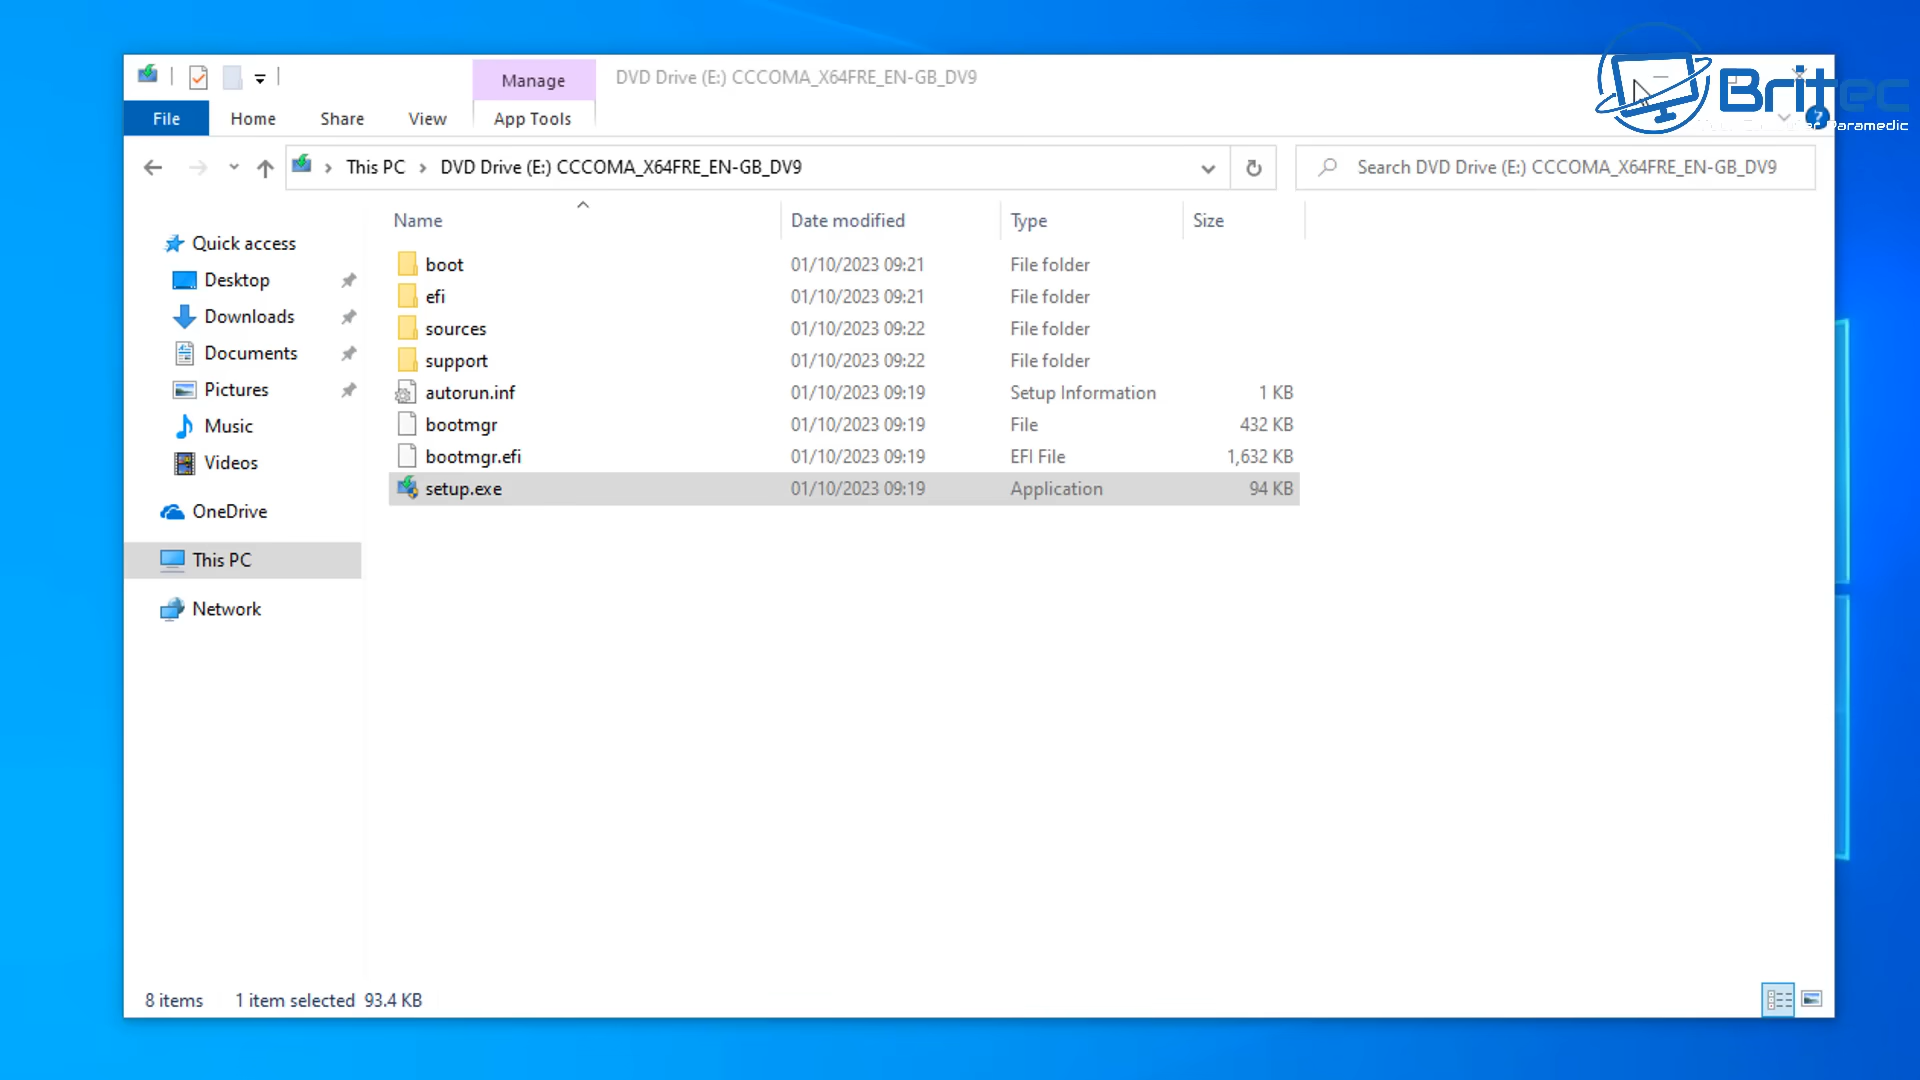 Manage
DVD Drive (E:) CCCOMA_X64FRE_EN-GB_DV9
File Home Share View App Tools
Britec
Paramedic
This PC DVD Drive (E:) CCCOMA_X64FRE_EN-GB_DV9
Search DVD Drive (E:) CCCOMA_X64FRE_EN-GB_DV9
Quick access
Desktop
Downloads
Documents
Pictures
Music
Videos
OneDrive
This PC
Network
Name Date modified Type Size
boot 01/10/2023 09:21 File folder
efi 01/10/2023 09:21 File folder
sources 01/10/2023 09:22 File folder
support 01/10/2023 09:22 File folder
autorun.inf 01/10/2023 09:19 Setup Information 1 KB
bootmgr 01/10/2023 09:19 File 432 KB
bootmgr.efi 01/10/2023 09:19 EFI File 1,632 KB
setup.exe 01/10/2023 09:19 Application 94 KB
8 items 1 item selected 93.4 KB